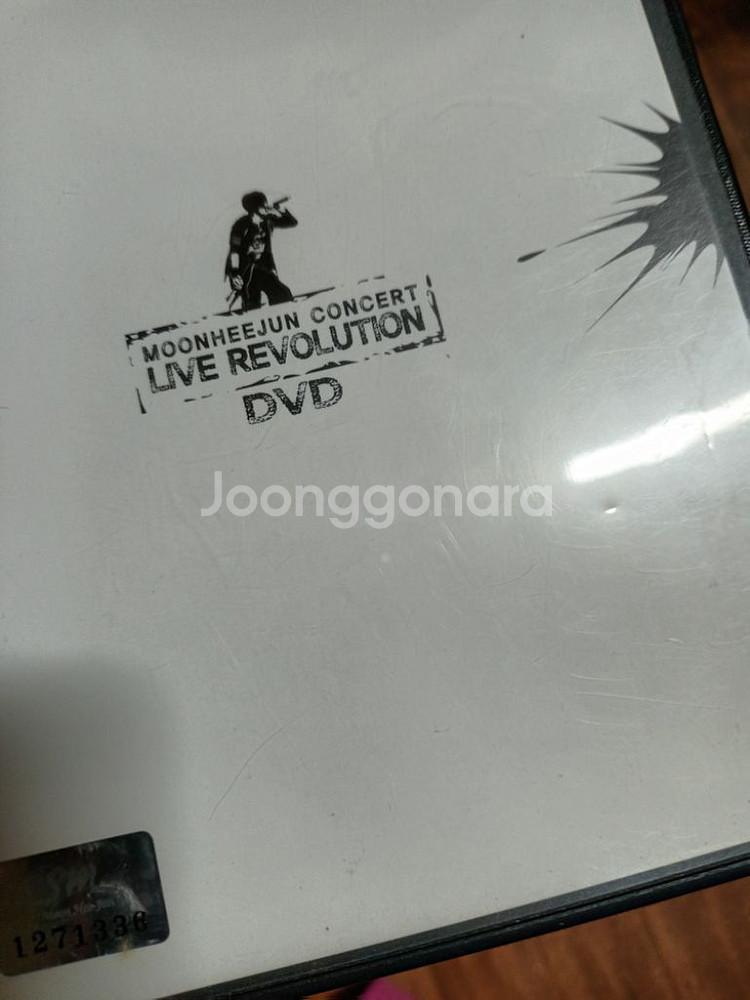 MOONHEEJUN CONCERT
LIVE REVOLUTION
DVD
Joonggonara
1271336